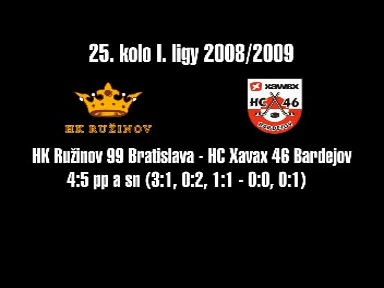 25. kolo I. ligy 2008/2009
HK RUŽINOV
xawax
HC 46
BARDEJOV
HK Ružinov 99 Bratislava - HC Xavax 46 Bardejov
4:5 pp a sn (3:1, 0:2, 1:1 - 0:0, 0:1)